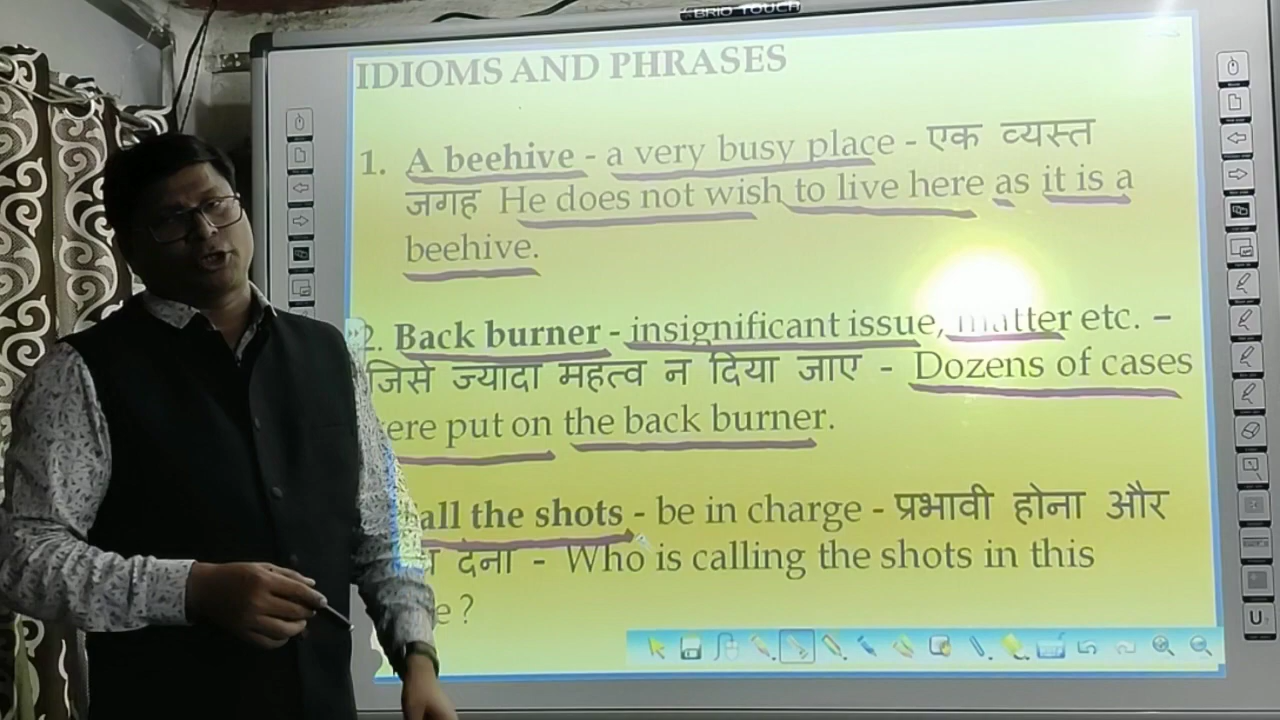 BRIO TOUCH
IDIOMS AND PHRASES
1. A beehive - a very busy place - एक व्यस्त
जगह He does not wish to live here as it is a
beehive.
2. Back burner - insignificant issue, matter etc. –
जिसे ज्यादा महत्व न दिया जाए - Dozens of cases
ere put on the back burner.
all the shots - be in charge - प्रभावी होना और
देना - Who is calling the shots in this
e ?